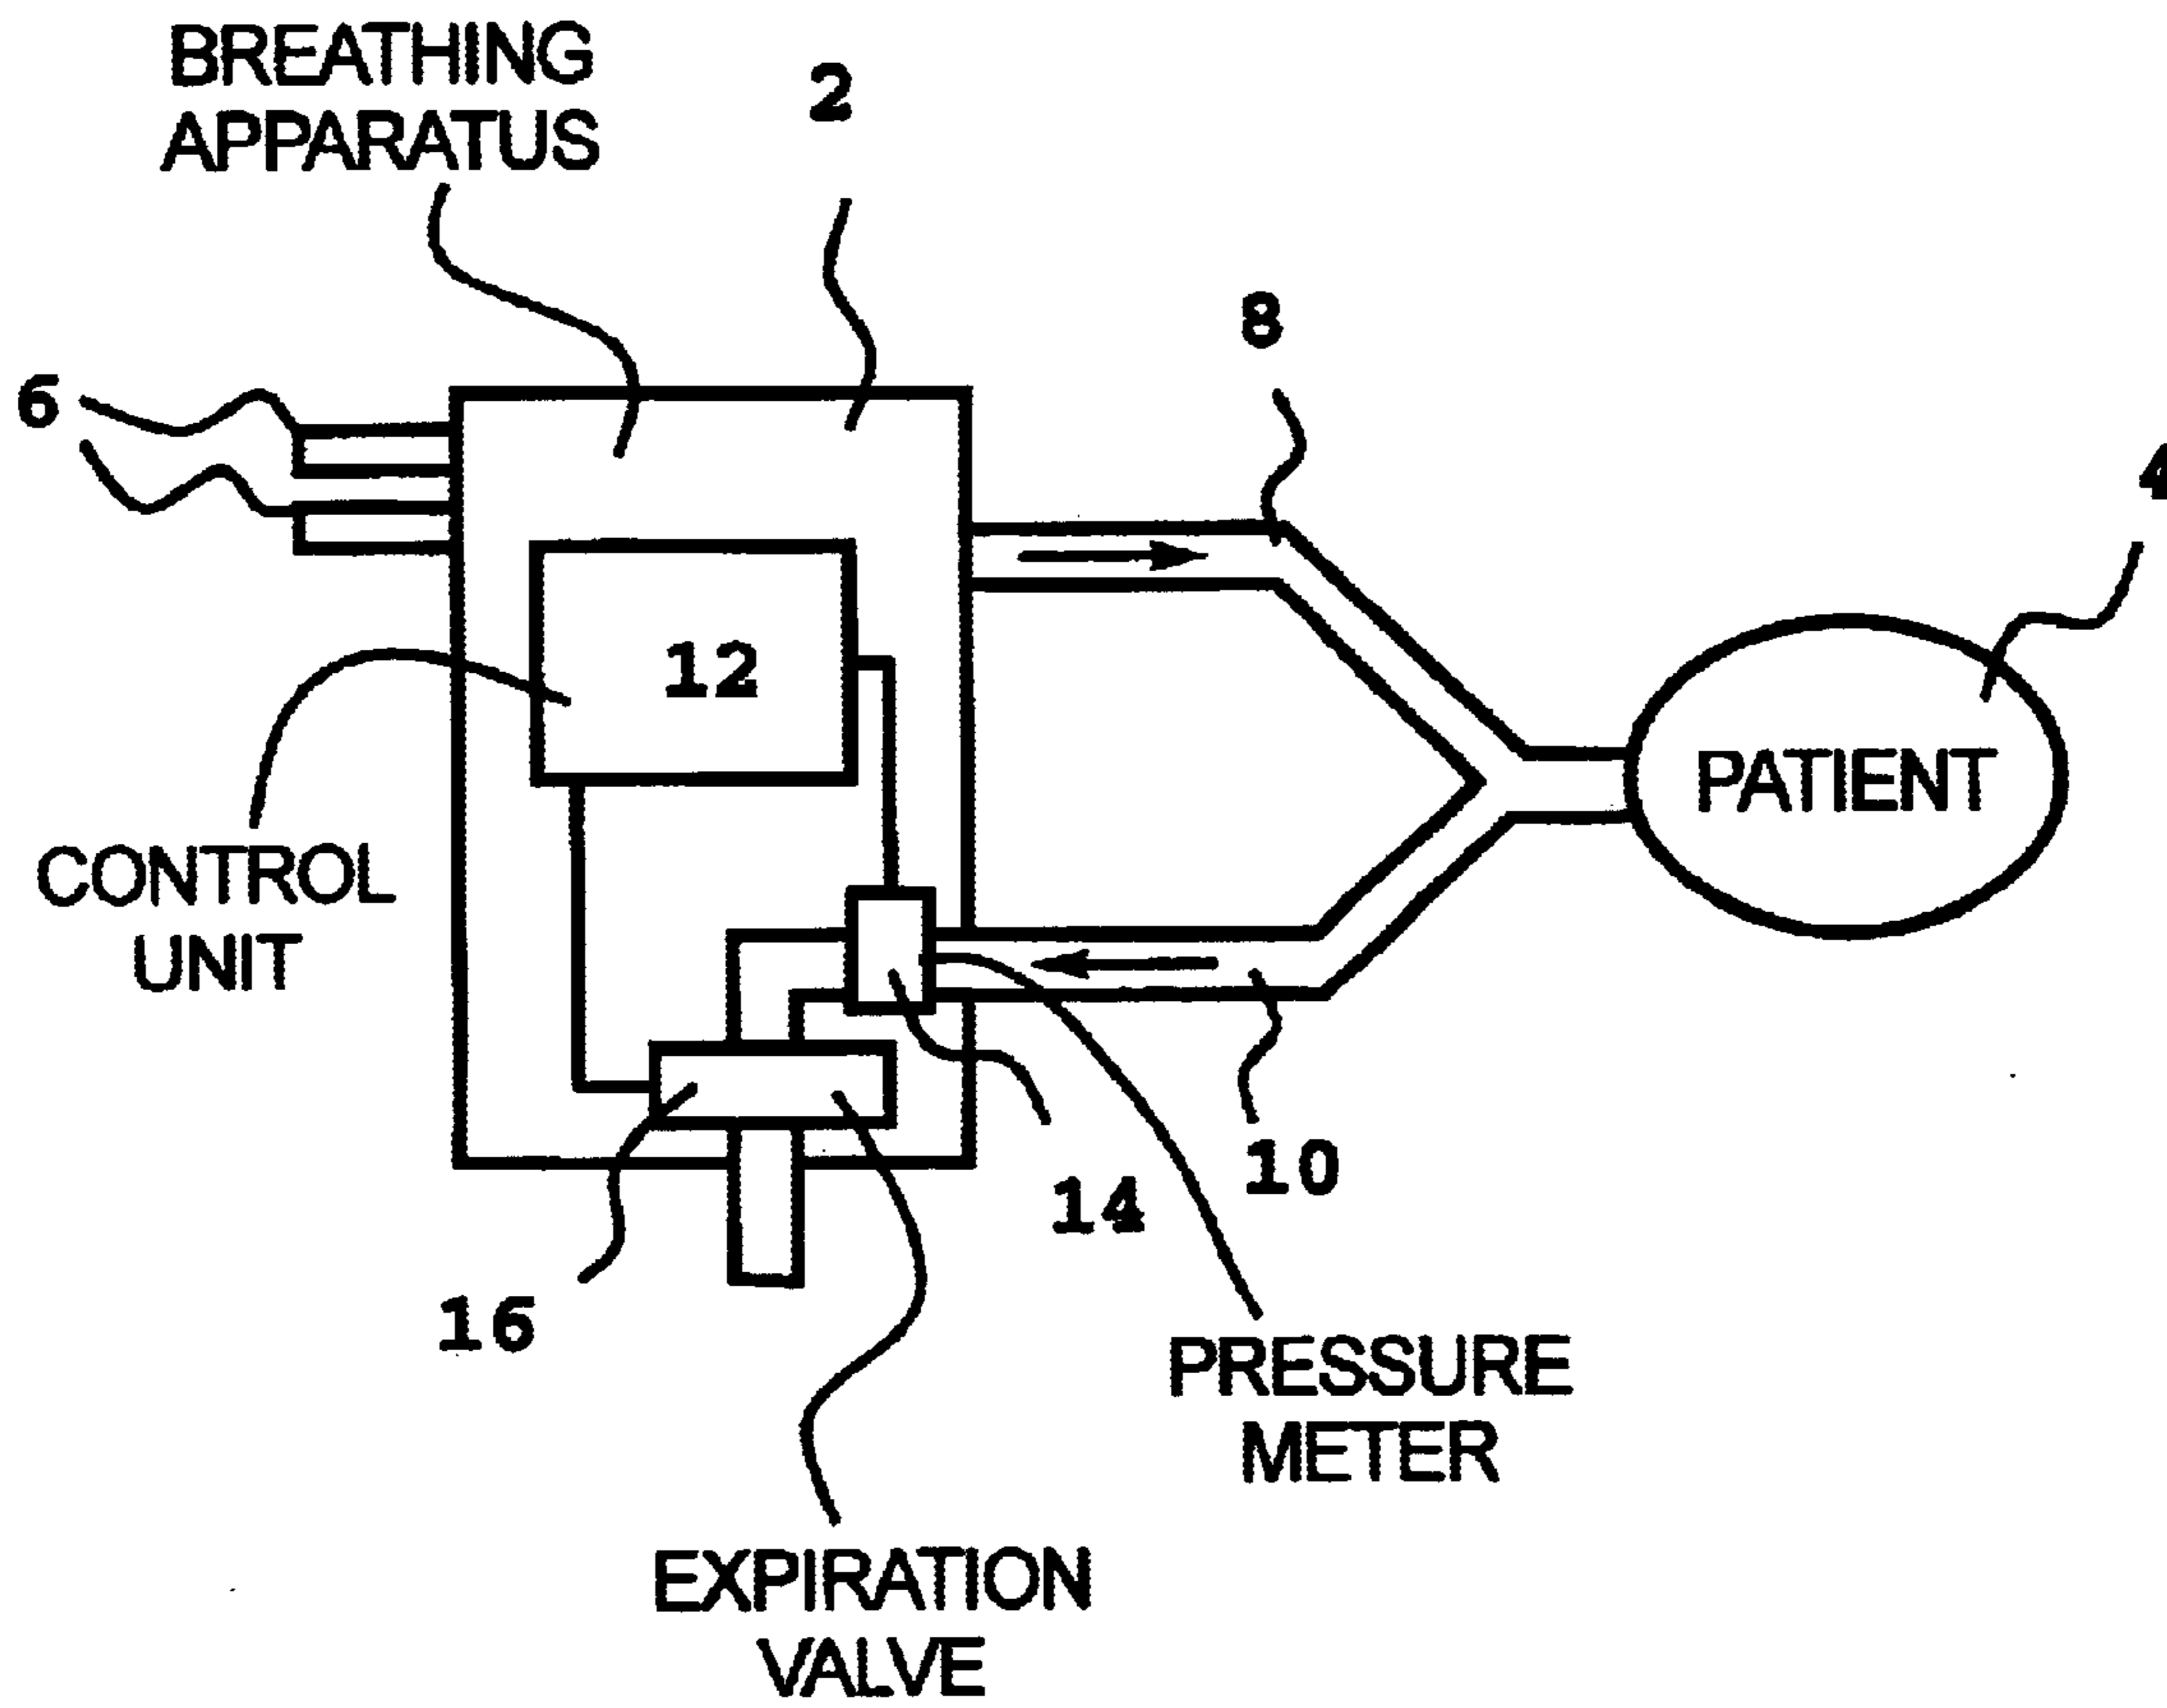 BREATHING
APPARATUS
2
8
6
4
12
PATIENT
CONTROL
UNIT
10
14
16
PRESSURE
METER
EXPIRATION
VALVE